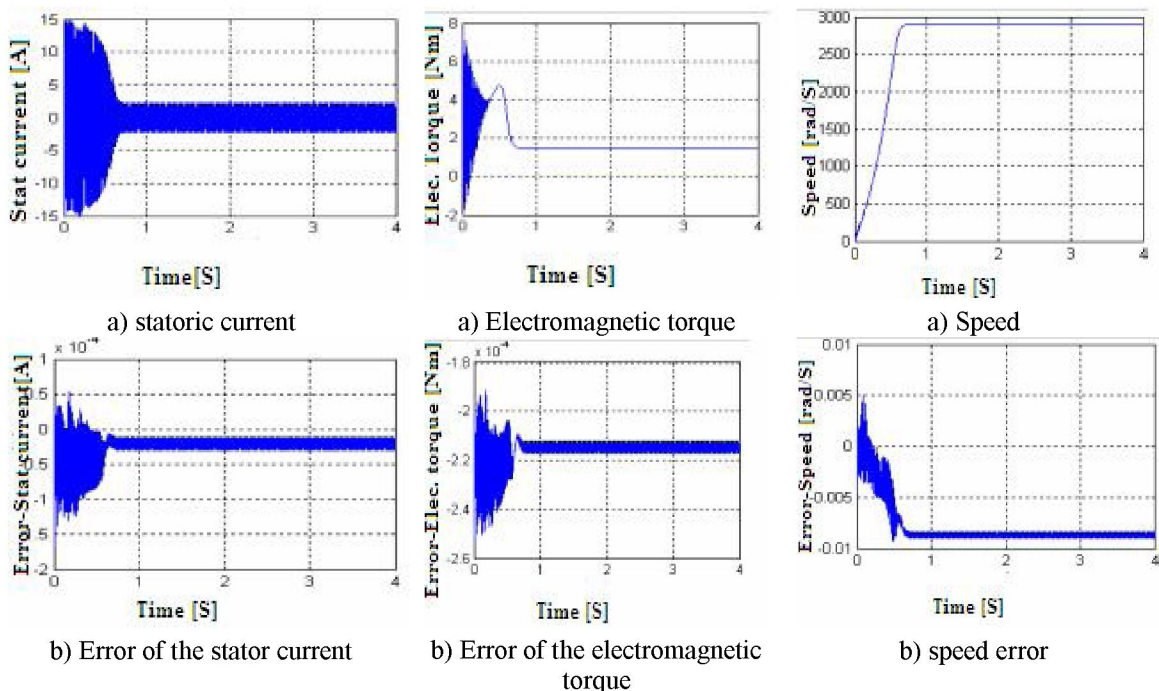 15
10
5
0
-5
-10
-15
0 1 2 3 4
Stat current [A]
Time[S]
a) statoric current
8
6
4
2
0
-2
0 1 2 3 4
Elec. Torque [Nm]
Time [S]
a) Electromagnetic torque
3000
2500
2000
1500
1000
500
0
0 1 2 3 4
Speed [rad/S]
Time [S]
a) Speed
x 10⁻⁴
1
0.5
0
0.5
-1
5
-2
0 1 2 3 4
Error-Stat current[A]
Time [S]
b) Error of the stator current
x 10⁻⁴
-1.8
-2
-2.2
-2.4
-2.6
0 1 2 3 4
Error-Elec. torque [Nm]
Time [S]
b) Error of the electromagnetic
torque
0.01
0.005
0
-0.005
-0.01
0 1 2 3 4
Error-Speed [rad/S]
Time [S]
b) speed error